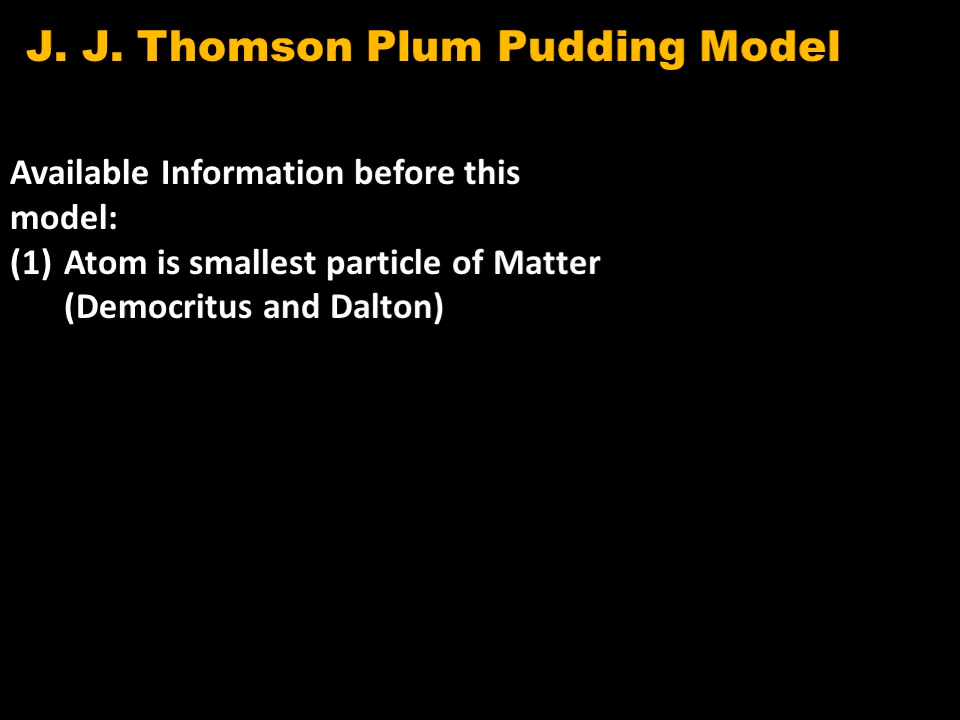 J. J. Thomson Plum Pudding Model
Available Information before this
model:
(1) Atom is smallest particle of Matter
(Democritus and Dalton)